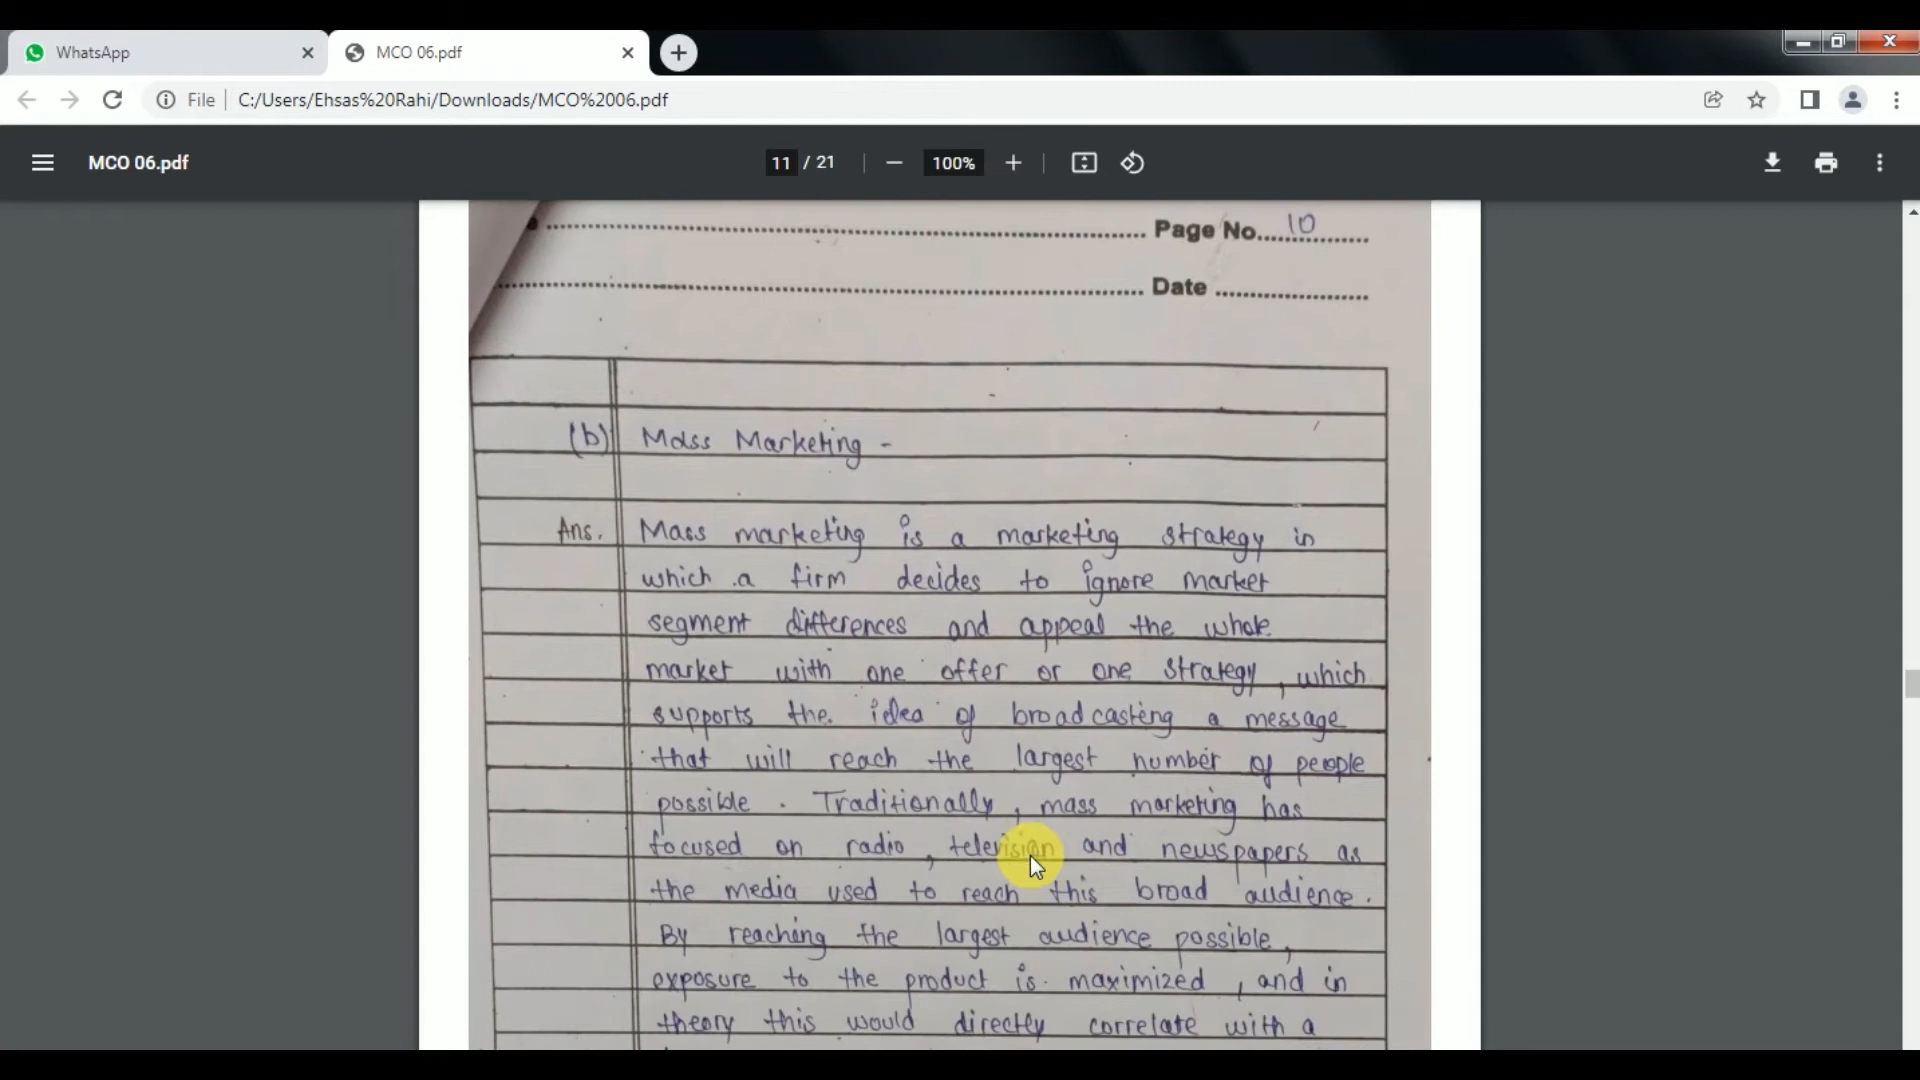 WhatsApp
MCO 06.pdf
File
C:/Users/Ehsas%20Rahi/Downloads/MCO%2006.pdf
MCO 06.pdf
11 / 21
100%
Page No. 10
Date
(b) Mass Marketing -
Ans. Mass marketing is a marketing strategy in
which a firm decides to ignore market
segment differences and appeal the whole
market with one offer or one strategy, which
supports the idea of broadcasting a message
that will reach the largest number of people
possible. Traditionally, mass marketing has
focused on radio, television and newspapers as
the media used to reach this broad audience.
By reaching the largest audience possible,
exposure to the product is maximized, and in
theory this would directly correlate with a